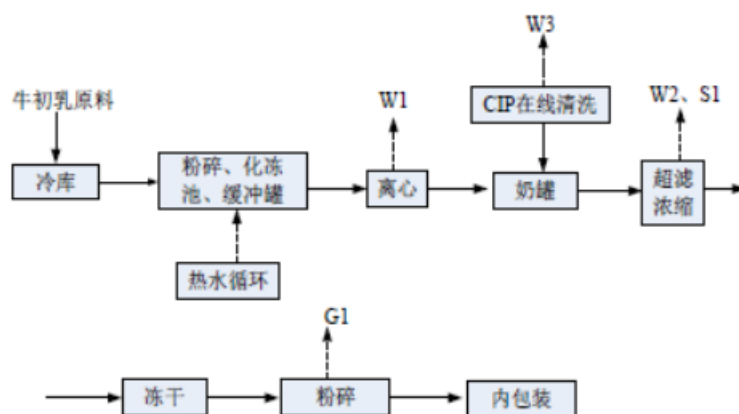 W3
牛初乳原料
W1
CIP在线清洗
W2、S1
冷库
粉碎、化冻
池、缓冲罐
离心
奶罐
超滤
浓缩
热水循环
G1
冻干
粉碎
内包装